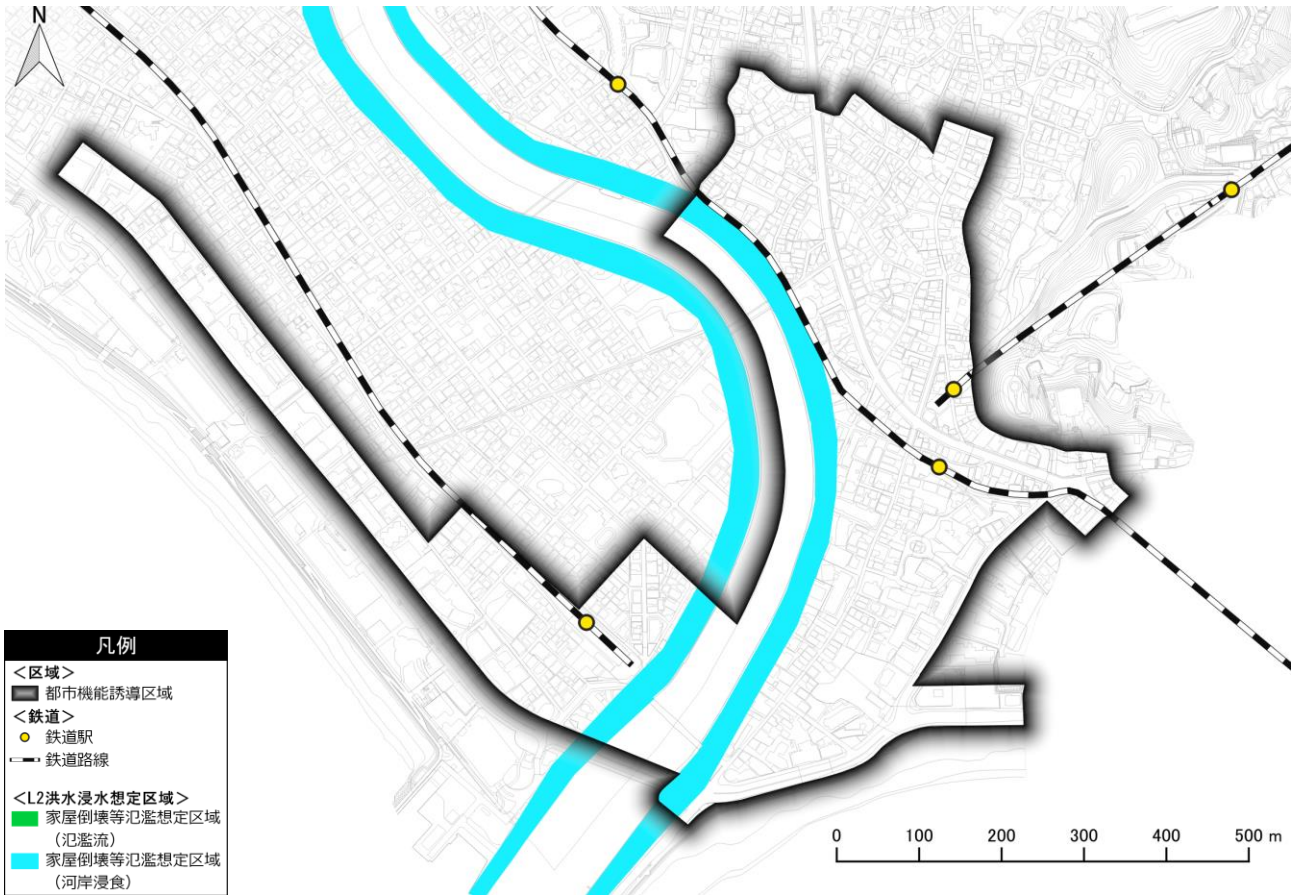 N
凡例
＜区域＞
都市機能誘導区域
＜鉄道＞
鉄道駅
鉄道路線
＜L2洪水浸水想定区域＞
家屋倒壊等氾濫想定区域
（氾濫流）
家屋倒壊等氾濫想定区域
（河岸浸食）
0 100 200 300 400 500 m